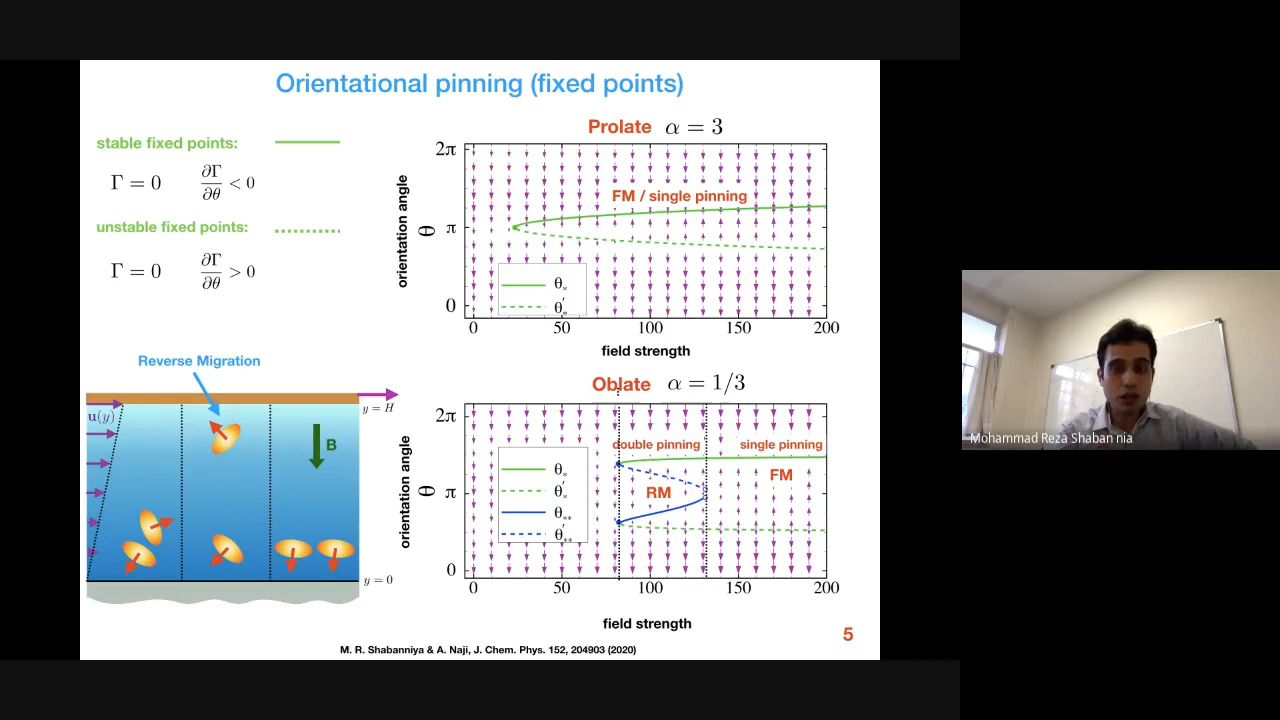 Orientational pinning (fixed points)
stable fixed points:
Γ = 0 ∂Γ/∂θ < 0
unstable fixed points:
Γ = 0 ∂Γ/∂θ > 0
Prolate α = 3
2π
π
0
orientation angle
θ
FM / single pinning
θ*
θ'*
0 50 100 150 200
field strength
Reverse Migration
u(y)
y = H
B
y = 0
Oblate α = 1/3
2π
π
0
orientation angle
θ
double pinning
single pinning
RM
FM
θ*
θ'*
θ**
θ'**
0 50 100 150 200
field strength
5
M. R. Shabanniya & A. Naji, J. Chem. Phys. 152, 204903 (2020)
Mohammad Reza Shaban nia